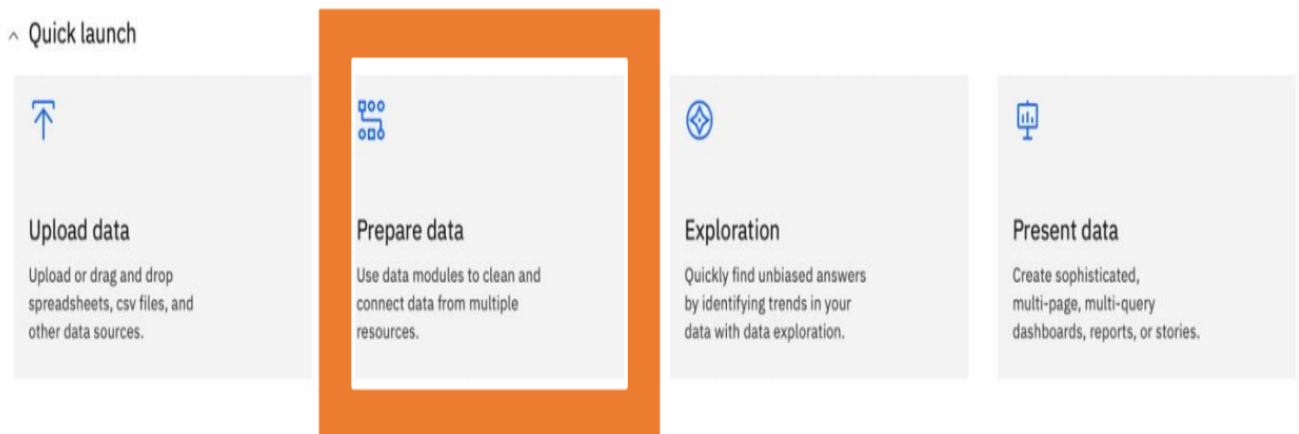 Quick launch
Upload data
Upload or drag and drop
spreadsheets, csv files, and
other data sources.
Prepare data
Use data modules to clean and
connect data from multiple
resources.
Exploration
Quickly find unbiased answers
by identifying trends in your
data with data exploration.
Present data
Create sophisticated,
multi-page, multi-query
dashboards, reports, or stories.